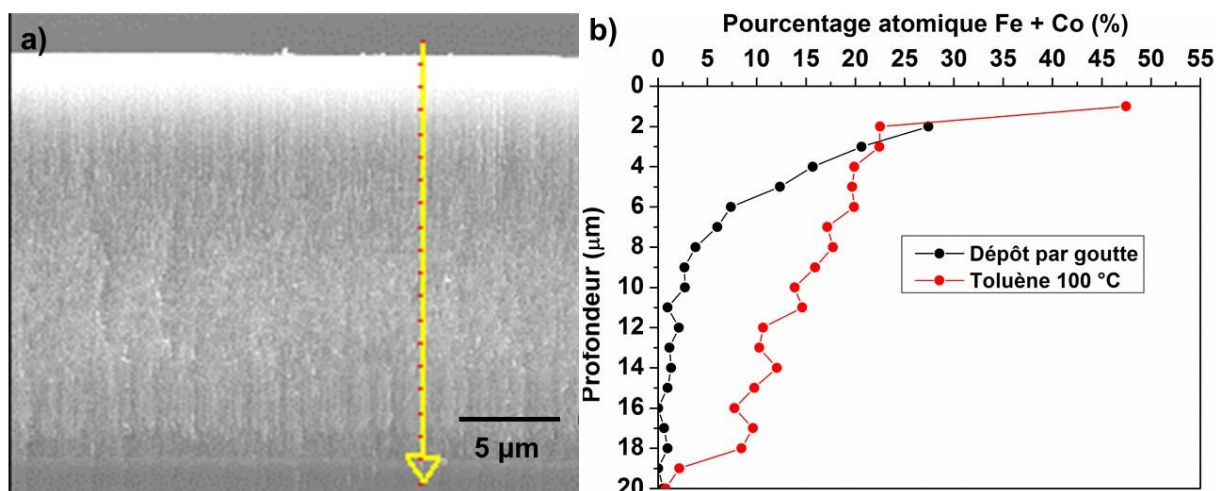 a)
5 µm
b)
Pourcentage atomique Fe + Co (%)
0 5 10 15 20 25 30 35 40 45 50 55
Profondeur (µm)
0
2
4
6
8
10
12
14
16
18
20
Dépôt par goutte
Toluène 100 °C